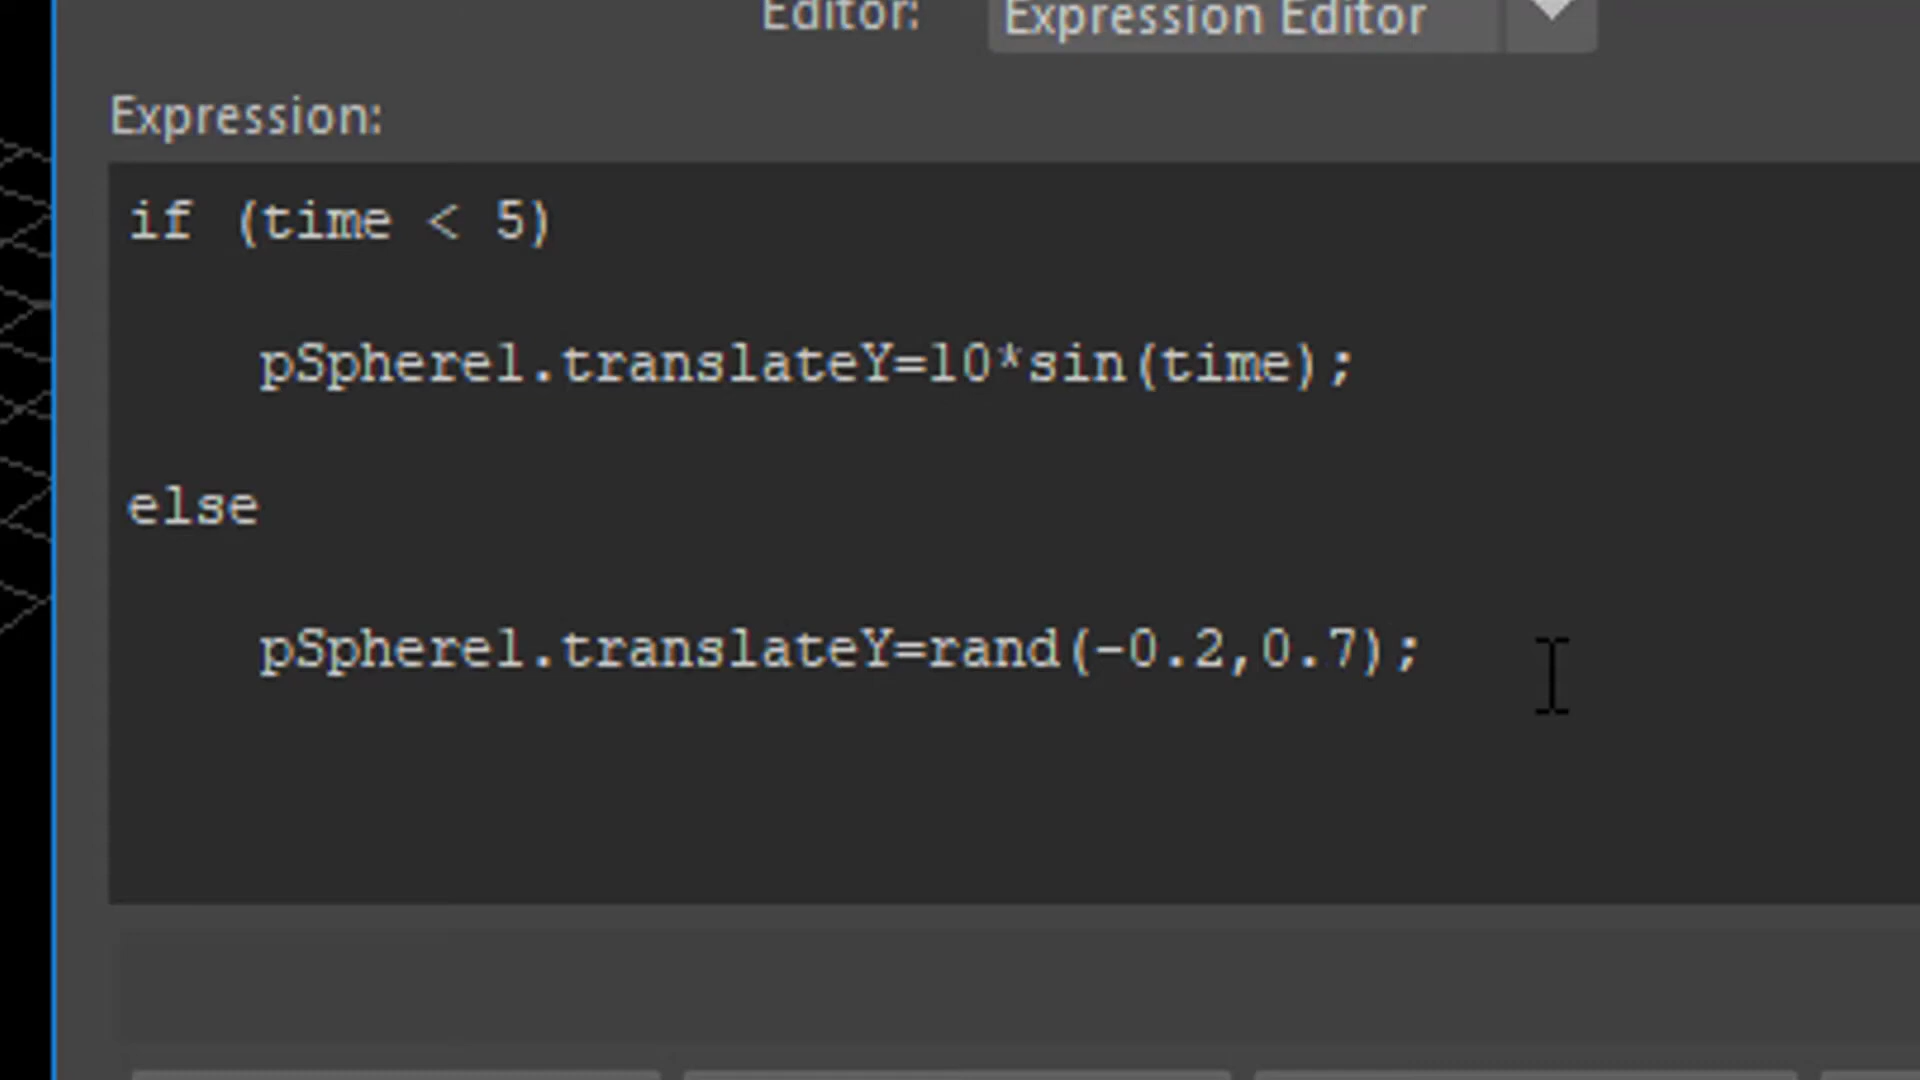 Editor: Expression Editor
Expression:
if (time < 5)
pSphere1.translateY=10*sin(time);
else
pSphere1.translateY=rand(-0.2,0.7);